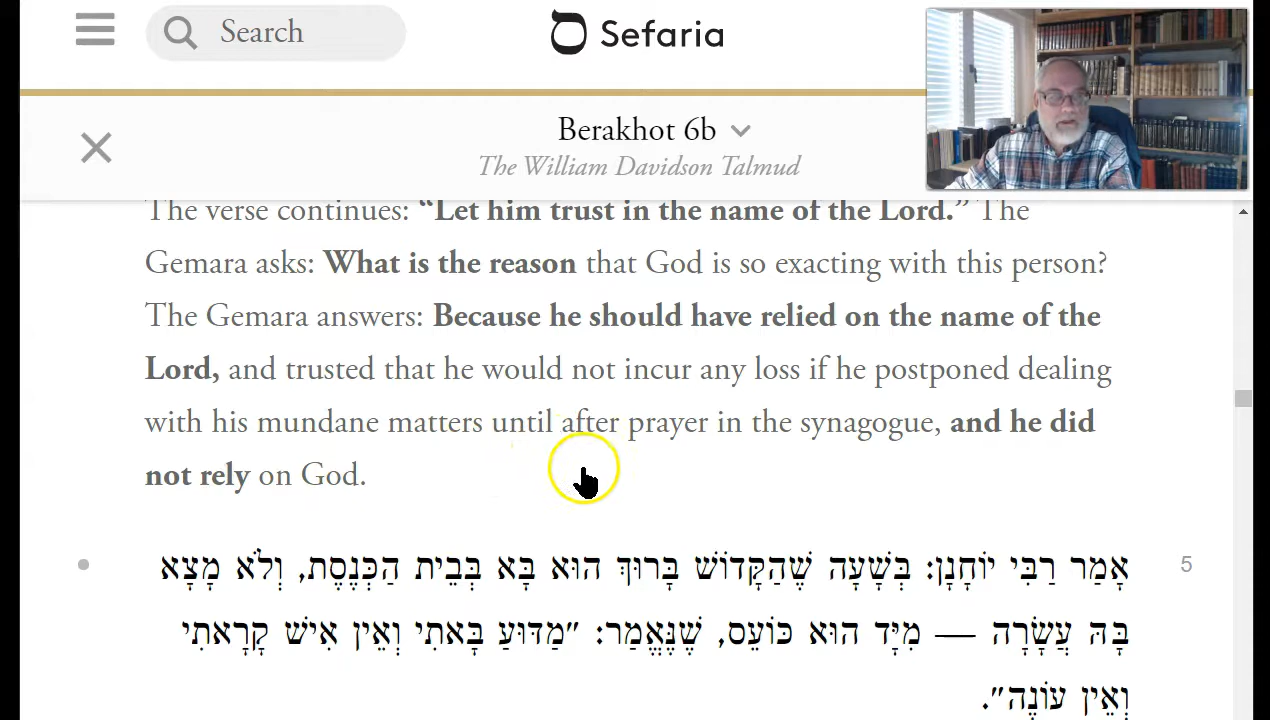 Search
Sefaria
Berakhot 6b
The William Davidson Talmud
The verse continues: “Let him trust in the name of the Lord.” The
Gemara asks: What is the reason that God is so exacting with this person?
The Gemara answers: Because he should have relied on the name of the
Lord, and trusted that he would not incur any loss if he postponed dealing
with his mundane matters until after prayer in the synagogue, and he did
not rely on God.
5
אָמַר רַבִּי יוֹחָנָן: בְּשָׁעָה שֶׁהַקָּדוֹשׁ בָּרוּךְ הוּא בָּא בְּבֵית הַכְּנֶסֶת, וְלֹא מָצָא
בָּהּ עֲשָׂרָה — מִיָּד הוּא כּוֹעֵס, שֶׁנֶּאֱמַר: ״מַדּוּעַ בָּאתִי וְאֵין אִישׁ קָרָאתִי
וְאֵין עוֹנֶה״.